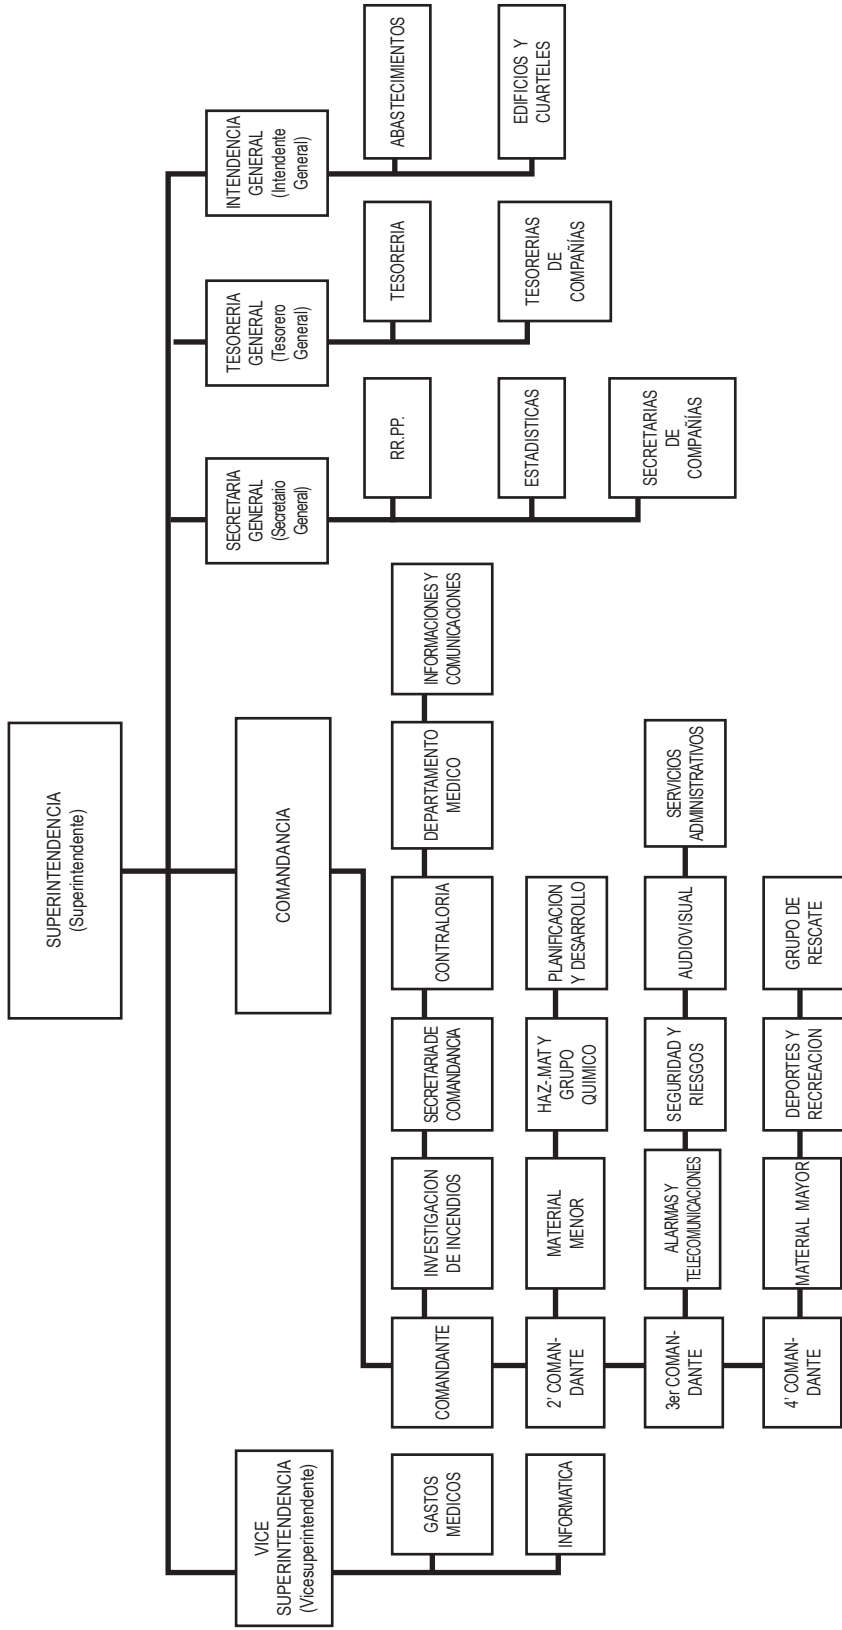 SUPERINTENDENCIA
(Superintendente)
VICE
SUPERINTENDENCIA
(Vicesuperintendente)
GASTOS
MEDICOS
INFORMATICA
COMANDANCIA
COMANDANTE
INVESTIGACION
DE INCENDIOS
SECRETARIA DE
COMANDANCIA
CONTRALORIA
DEPARTAMENTO
MEDICO
INFORMACIONES Y
COMUNICACIONES
2' COMAN-
DANTE
MATERIAL
MENOR
HAZ-.MAT Y
GRUPO
QUIMICO
PLANIFICACION
Y DESARROLLO
3er COMAN-
DANTE
ALARMAS Y
TELECOMUNICACIONES
SEGURIDAD Y
RIESGOS
AUDIOVISUAL
SERVICIOS
ADMINISTRATIVOS
4' COMAN-
DANTE
MATERIAL MAYOR
DEPORTES Y
RECREACION
GRUPO DE
RESCATE
SECRETARIA
GENERAL
(Secretario
General)
RR.PP.
ESTADISTICAS
SECRETARIAS
DE
COMPAÑÍAS
TESORERIA
GENERAL
(Tesorero
General)
TESORERIA
TESORERIAS
DE
COMPAÑÍAS
INTENDENCIA
GENERAL
(Intendente
General)
ABASTECIMIENTOS
EDIFICIOS Y
CUARTELES